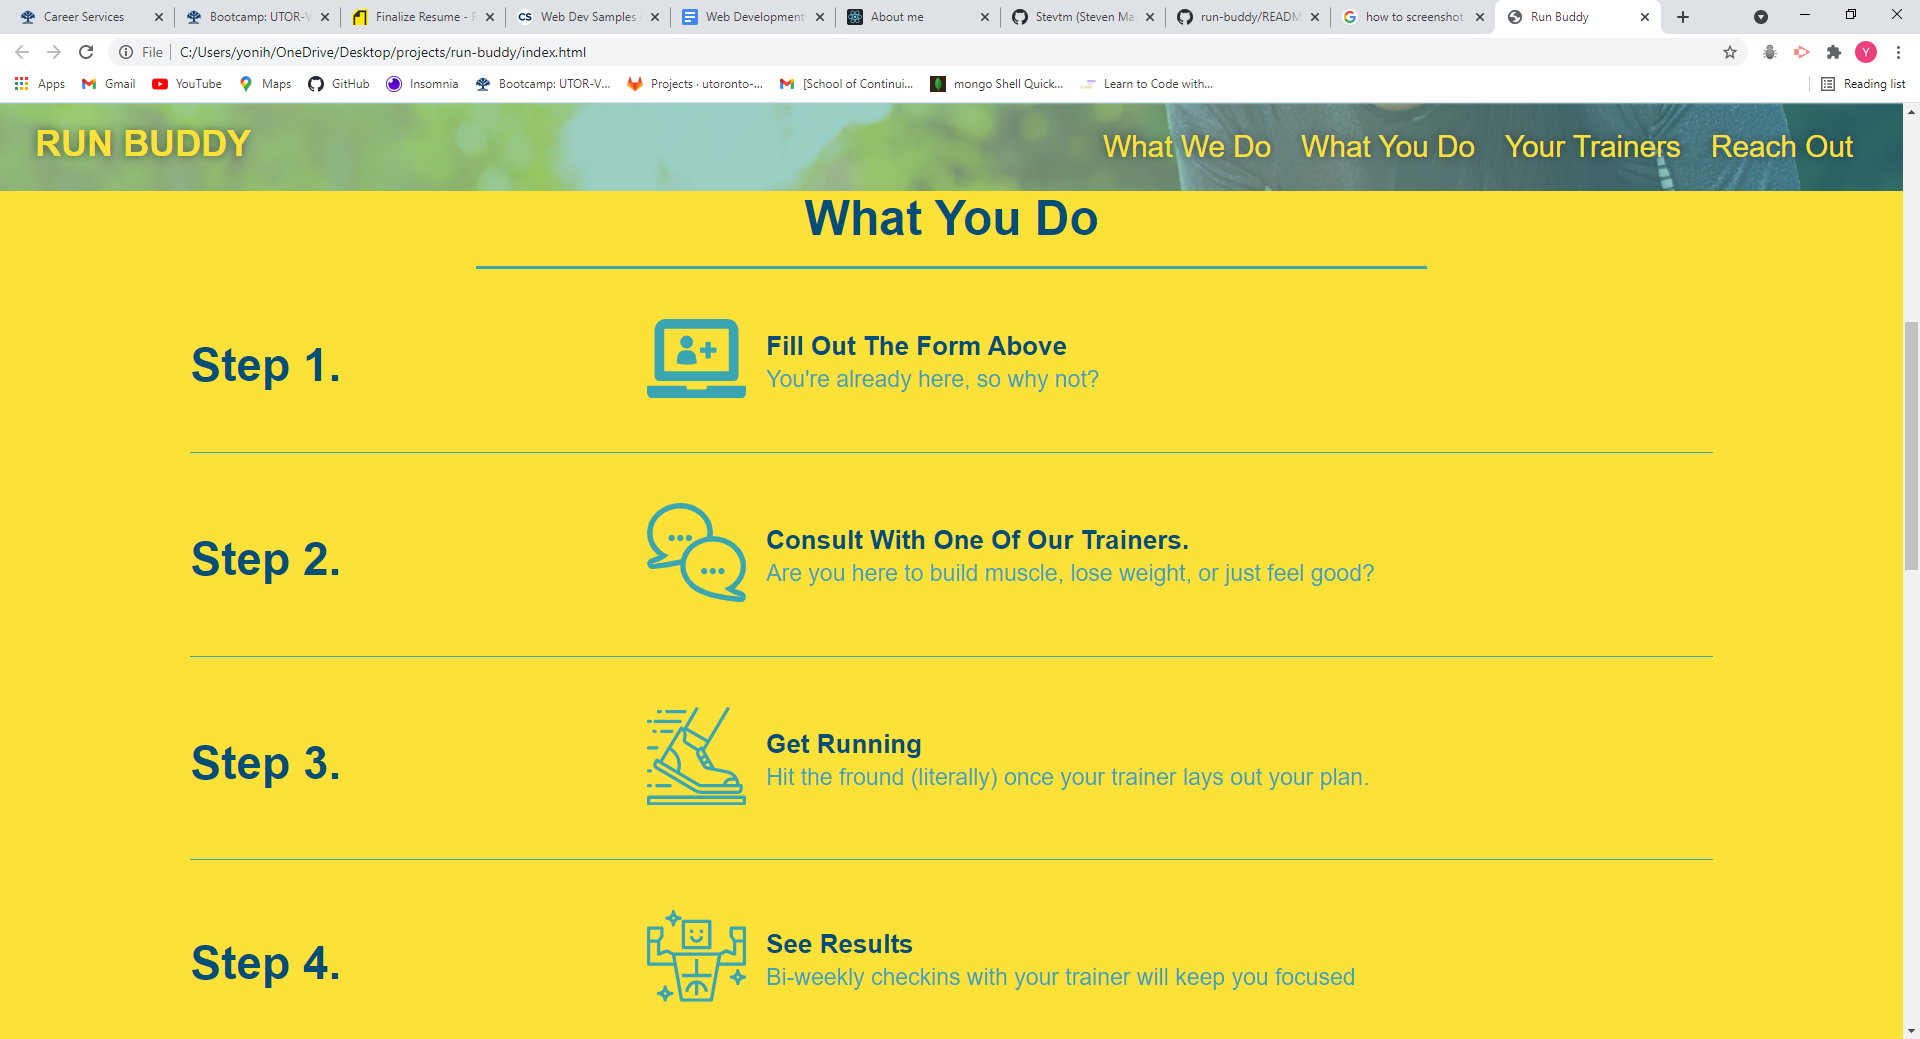 Career Services
Bootcamp: UTOR-V
Finalize Resume - 
Web Dev Samples
Web Development
About me
Stevtm (Steven Ma
run-buddy/READM
how to screenshot
Run Buddy
File
C:/Users/yonih/OneDrive/Desktop/projects/run-buddy/index.html
Y
Apps
Gmail
YouTube
Maps
GitHub
Insomnia
Bootcamp: UTOR-V...
Projects · utoronto-...
[School of Continui...
mongo Shell Quick...
Learn to Code with...
Reading list
RUN BUDDY
What We Do
What You Do
Your Trainers
Reach Out
What You Do
Step 1.
Fill Out The Form Above
You're already here, so why not?
Step 2.
Consult With One Of Our Trainers.
Are you here to build muscle, lose weight, or just feel good?
Step 3.
Get Running
Hit the fround (literally) once your trainer lays out your plan.
Step 4.
See Results
Bi-weekly checkins with your trainer will keep you focused